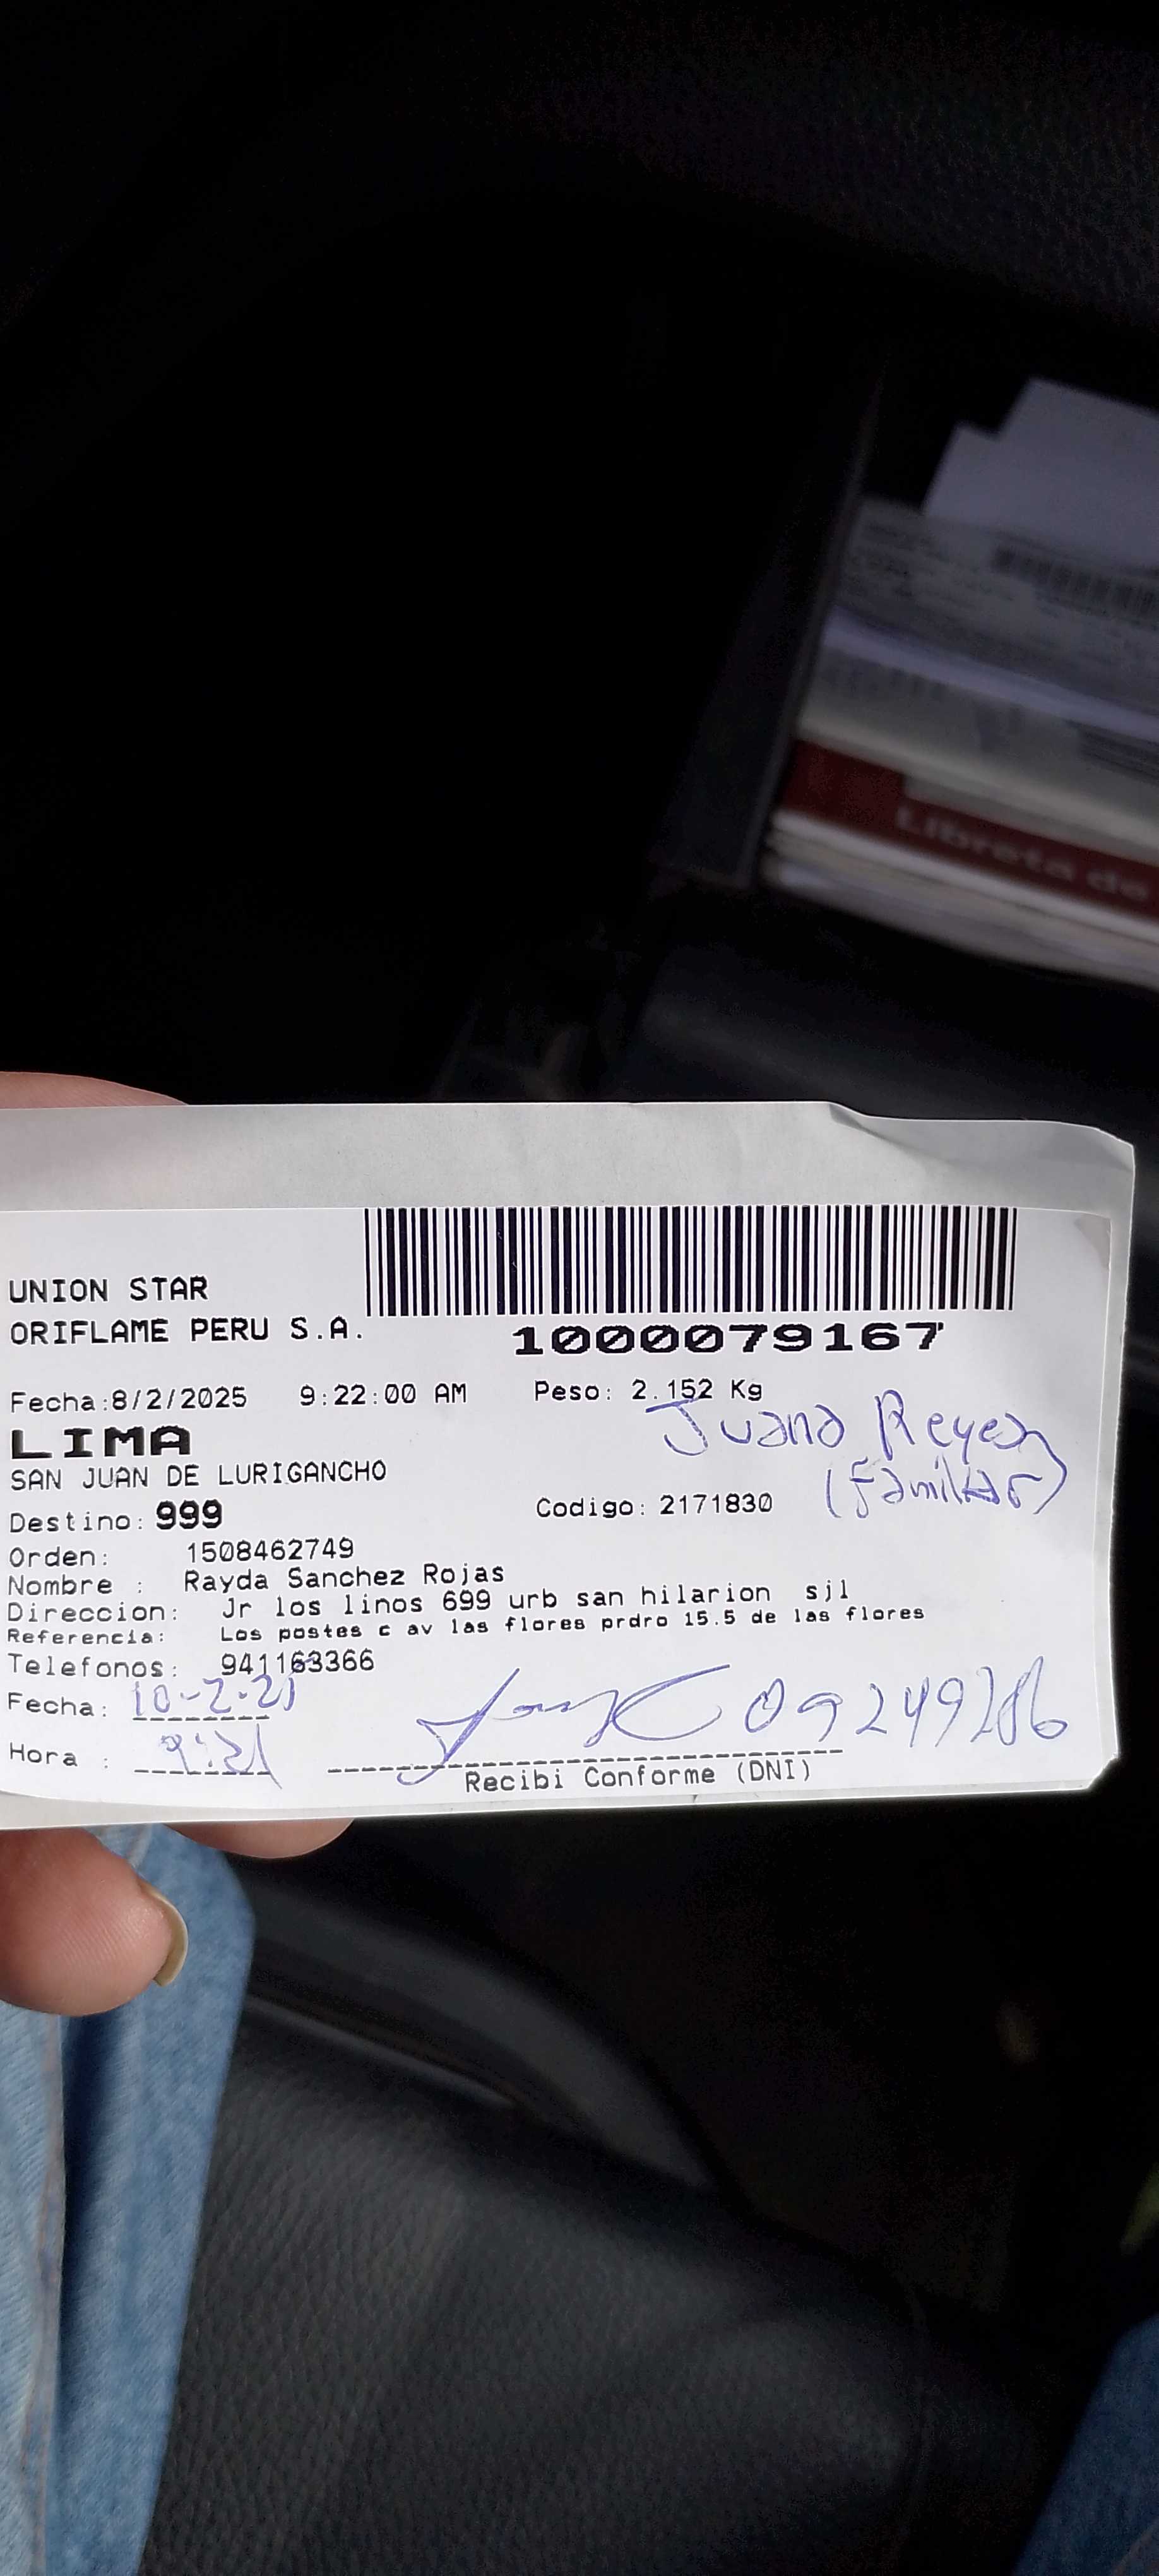 Libreta de
UNION STAR
ORIFLAME PERU S.A.
1000079167
Fecha:8/2/2025 9:22:00 AM Peso: 2.152 Kg
Juana Reyes
LIMA
SAN JUAN DE LURIGANCHO
(Familiar)
Destino: 999 Codigo: 2171830
Orden: 1508462749
Nombre : Rayda Sanchez Rojas
Direccion: Jr los linos 699 urb san hilarion sjl
Referencia: Los postes c av las flores prdro 15.5 de las flores
Telefonos: 941163366
Fecha: 10-2-25
Hora : 9:21
09249286
Recibi Conforme (DNI)